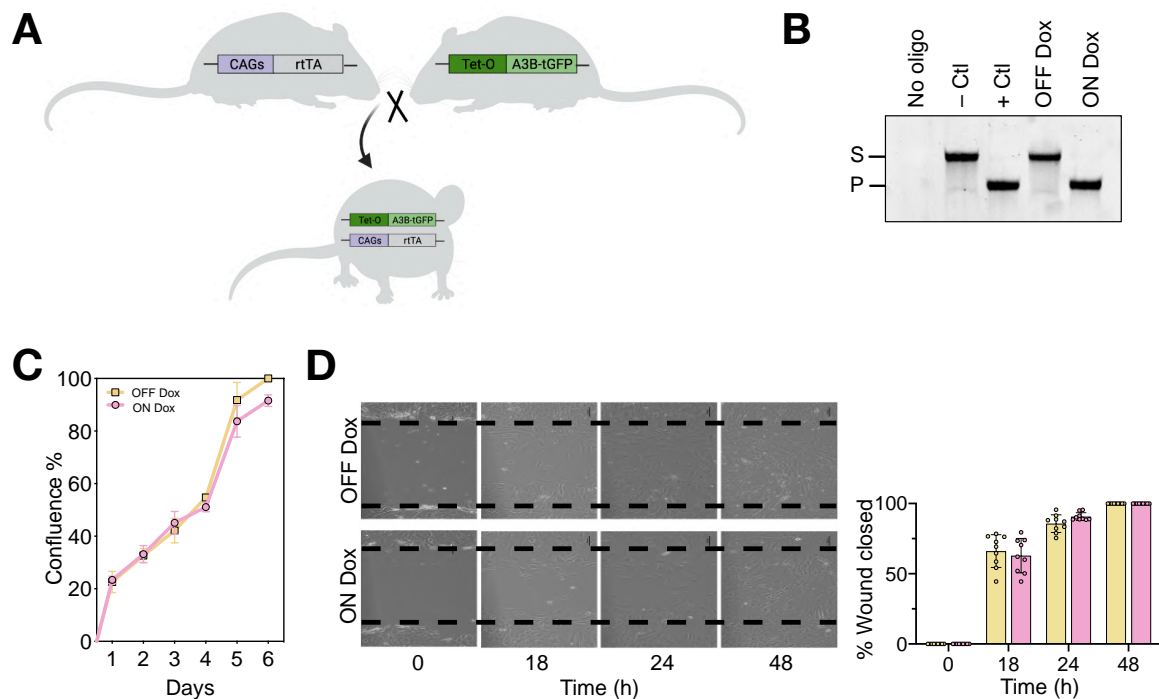 A
CAGs rtTA
Tet-O A3B-tGFP
Tet-O A3B-tGFP
CAGs rtTA
B
No oligo
– Ctl
+ Ctl
OFF Dox
ON Dox
S
P
C
Confluence %
100
80
60
40
20
0
OFF Dox
ON Dox
1 2 3 4 5 6
Days
D
OFF Dox
ON Dox
0 18 24 48
Time (h)
% Wound closed
100
50
0
0 18 24 48
Time (h)